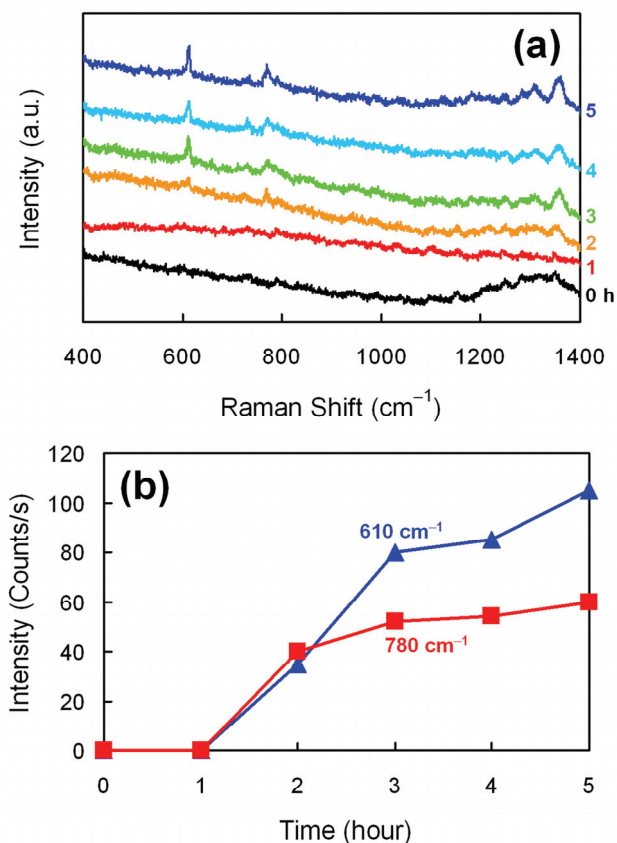 (a)
Intensity (a.u.)
5
4
3
2
1
0 h
400 600 800 1000 1200 1400
Raman Shift (cm⁻¹)
(b)
Intensity (Counts/s)
120
100
80
60
40
20
0
610 cm⁻¹
780 cm⁻¹
0 1 2 3 4 5
Time (hour)